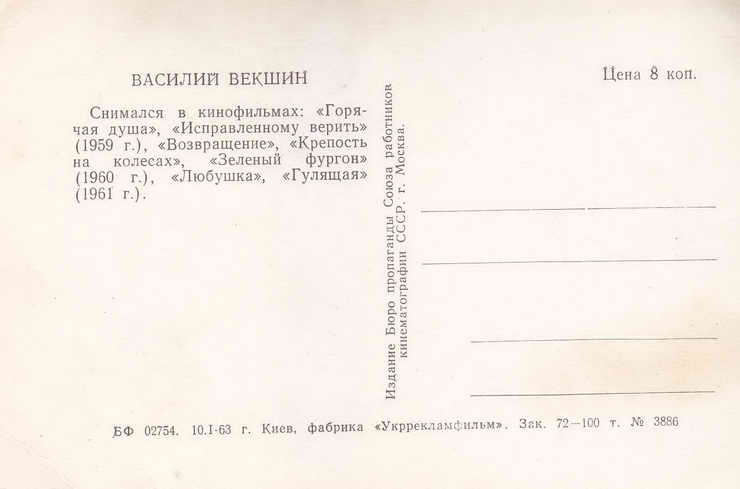 ВАСИЛИЙ ВЕКШИН
Снимался в кинофильмах: «Горя-
чая душа», «Исправленному верить»
(1959 г.), «Возвращение», «Крепость
на колесах», «Зеленый фургон»
(1960 г.), «Любушка», «Гулящая»
(1961 г.).
Издание Бюро пропаганды Союза работников
кинематографии СССР. г. Москва.
Цена 8 коп.
БФ 02754. 10.I-63 г. Киев, фабрика «Укррекламфильм». Зак. 72—100 т. № 3886